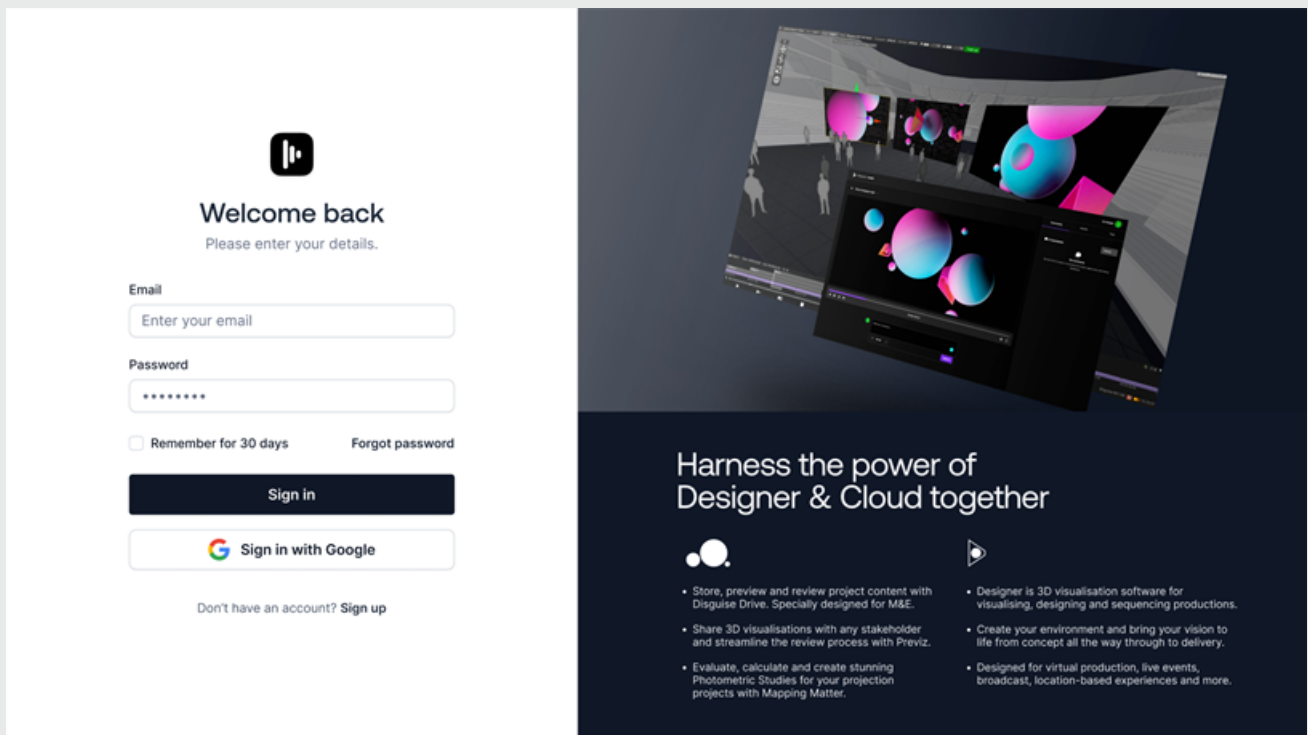 Welcome back
Please enter your details.
Email
Enter your email
Password
••••••••
Remember for 30 days
Forgot password
Sign in
Sign in with Google
Don't have an account? Sign up
Harness the power of
Designer & Cloud together
• Store, preview and review project content with
Disguise Drive. Specially designed for M&E.
• Share 3D visualisations with any stakeholder
and streamline the review process with Previz.
• Evaluate, calculate and create stunning
Photometric Studies for your projection
projects with Mapping Matter.
• Designer is 3D visualisation software for
visualising, designing and sequencing productions.
• Create your environment and bring your vision to
life from concept all the way through to delivery.
• Designed for virtual production, live events,
broadcast, location-based experiences and more.